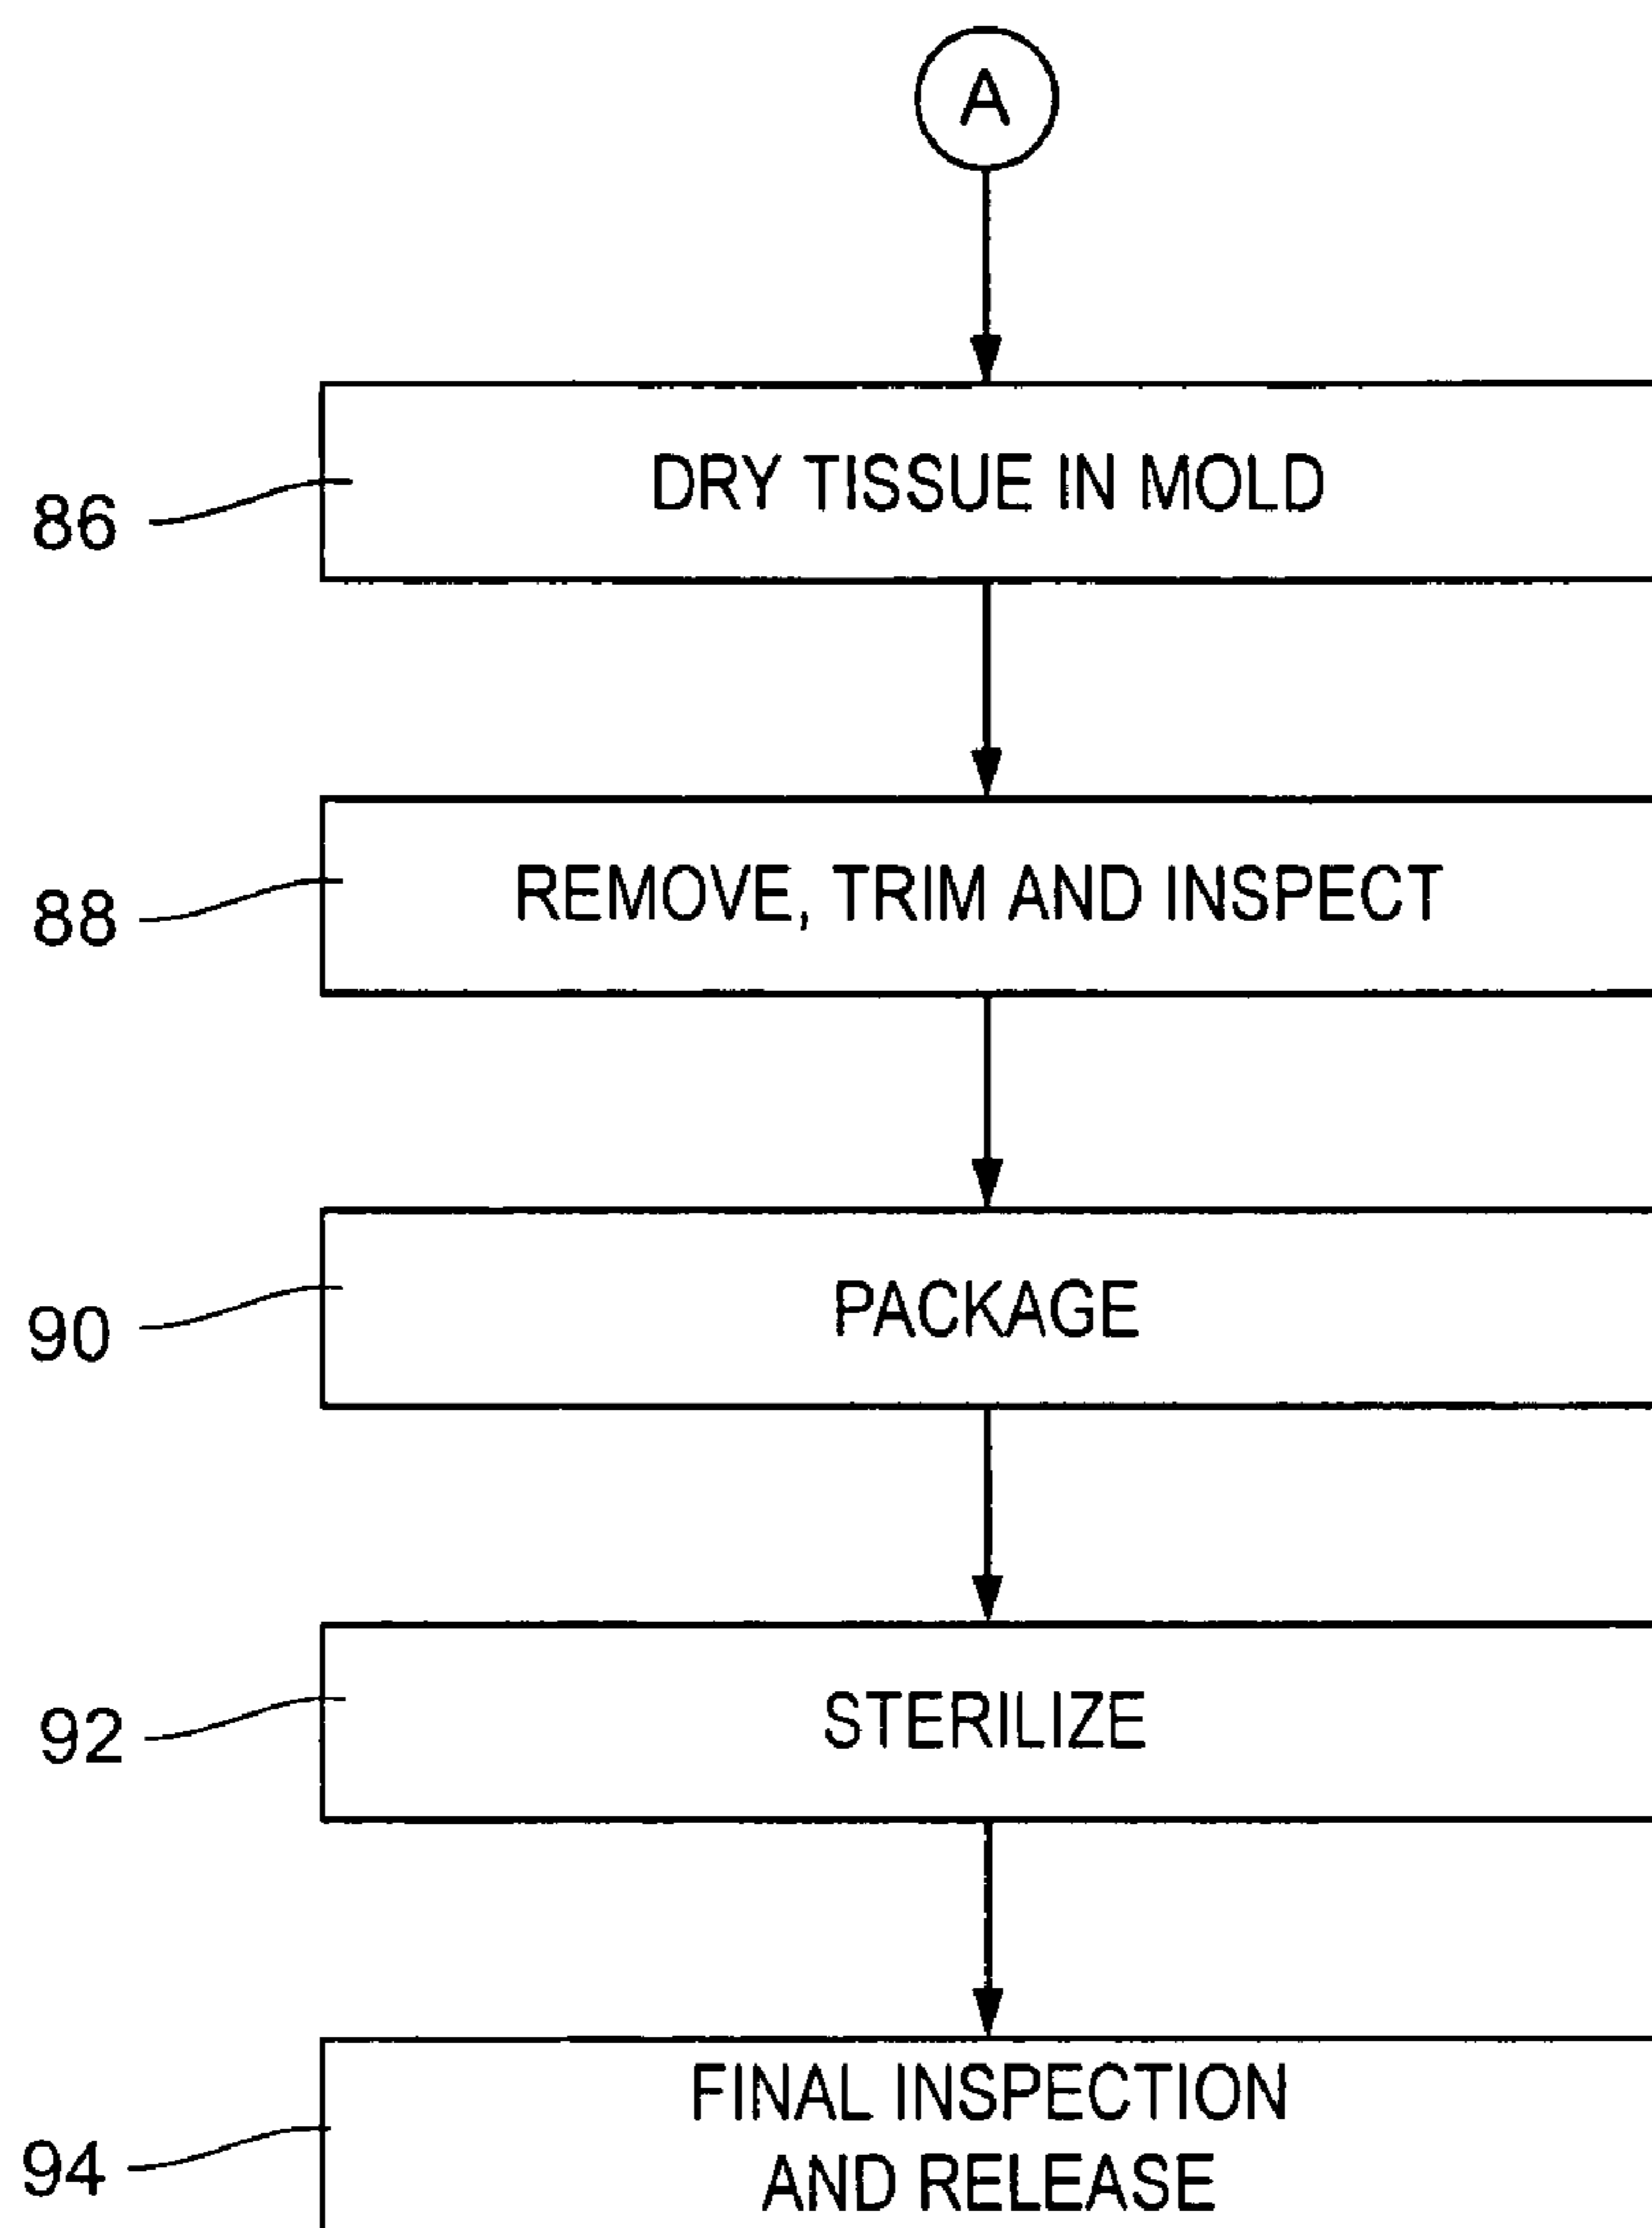 A
DRY TISSUE IN MOLD
86
REMOVE, TRIM AND INSPECT
88
PACKAGE
90
STERILIZE
92
FINAL INSPECTION
AND RELEASE
94